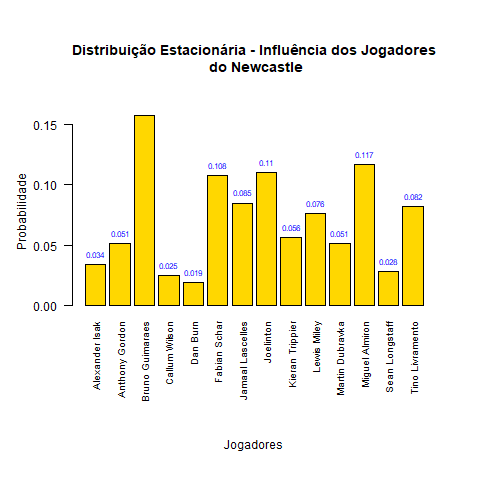 Distribuição Estacionária - Influência dos Jogadores
do Newcastle
Probabilidade
0.15
0.10
0.05
0.00
0.034
0.051
0.025
0.019
0.108
0.085
0.11
0.056
0.076
0.051
0.117
0.028
0.082
Alexander Isak
Anthony Gordon
Bruno Guimaraes
Callum Wilson
Dan Burn
Fabian Schar
Jamaal Lascelles
Joelinton
Kieran Trippier
Lewis Miley
Martin Dubravka
Miguel Almiron
Sean Longstaff
Tino Livramento
Jogadores